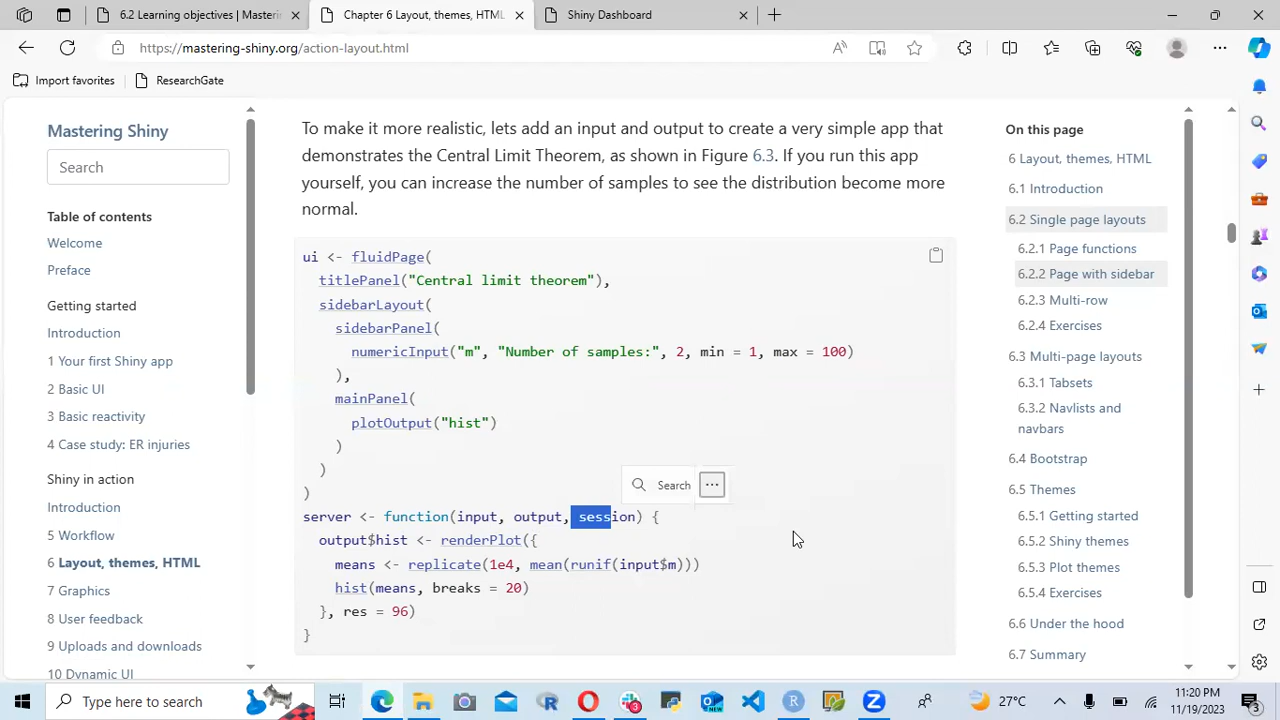 6.2 Learning objectives | Masterin
Chapter 6 Layout, themes, HTML
Shiny Dashboard
https://mastering-shiny.org/action-layout.html
Import favorites
ResearchGate
Mastering Shiny
Search
Table of contents
Welcome
Preface
Getting started
Introduction
1 Your first Shiny app
2 Basic UI
3 Basic reactivity
4 Case study: ER injuries
Shiny in action
Introduction
5 Workflow
6 Layout, themes, HTML
7 Graphics
8 User feedback
9 Uploads and downloads
10 Dynamic UI
To make it more realistic, lets add an input and output to create a very simple app that
demonstrates the Central Limit Theorem, as shown in Figure 6.3. If you run this app
yourself, you can increase the number of samples to see the distribution become more
normal.
ui <- fluidPage(
titlePanel("Central limit theorem"),
sidebarLayout(
sidebarPanel(
numericInput("m", "Number of samples:", 2, min = 1, max = 100)
),
mainPanel(
plotOutput("hist")
)
)
)
Search
server <- function(input, output, session) {
output$hist <- renderPlot({
means <- replicate(1e4, mean(runif(input$m)))
hist(means, breaks = 20)
}, res = 96)
}
On this page
6 Layout, themes, HTML
6.1 Introduction
6.2 Single page layouts
6.2.1 Page functions
6.2.2 Page with sidebar
6.2.3 Multi-row
6.2.4 Exercises
6.3 Multi-page layouts
6.3.1 Tabsets
6.3.2 Navlists and
navbars
6.4 Bootstrap
6.5 Themes
6.5.1 Getting started
6.5.2 Shiny themes
6.5.3 Plot themes
6.5.4 Exercises
6.6 Under the hood
6.7 Summary
Type here to search
27°C
11:20 PM
11/19/2023